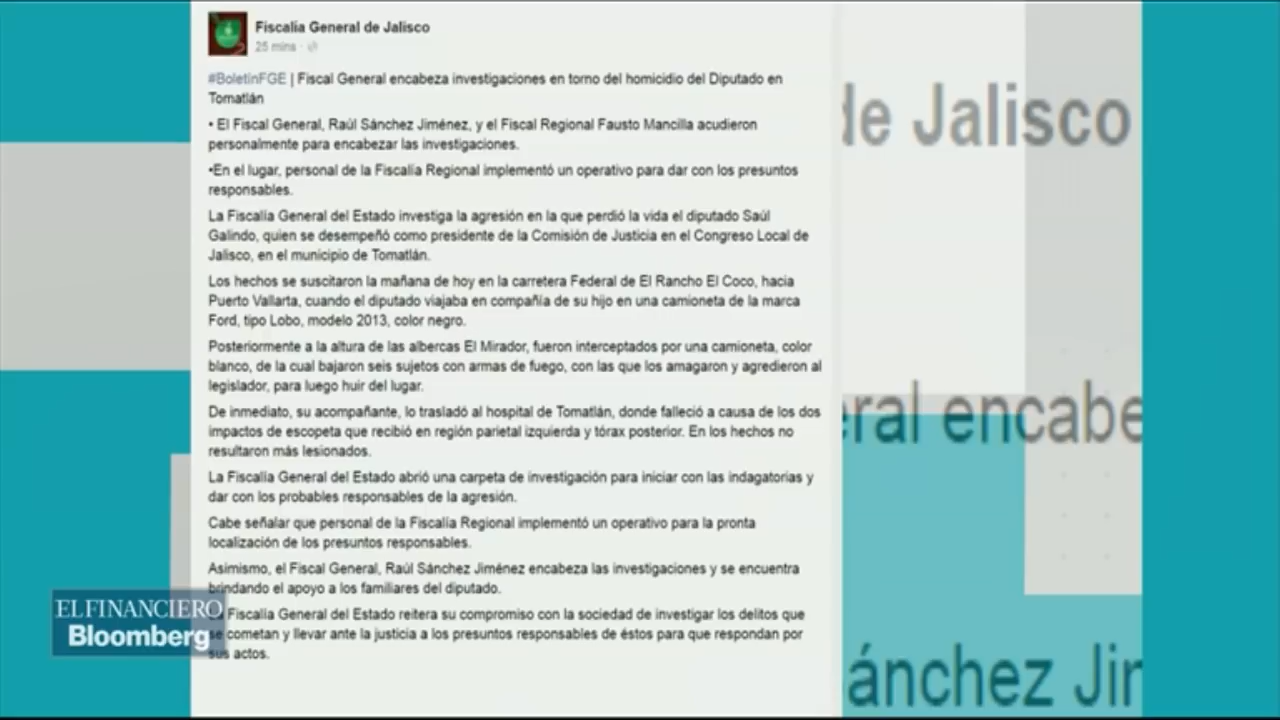 Fiscalía General de Jalisco
25 mins ·
#BoletínFGE | Fiscal General encabeza investigaciones en torno del homicidio del Diputado en
Tomatlán
• El Fiscal General, Raúl Sánchez Jiménez, y el Fiscal Regional Fausto Mancilla acudieron
personalmente para encabezar las investigaciones.
•En el lugar, personal de la Fiscalía Regional implementó un operativo para dar con los presuntos
responsables.
La Fiscalía General del Estado investiga la agresión en la que perdió la vida el diputado Saúl
Galindo, quien se desempeñó como presidente de la Comisión de Justicia en el Congreso Local de
Jalisco, en el municipio de Tomatlán.
Los hechos se suscitaron la mañana de hoy en la carretera Federal de El Rancho El Coco, hacia
Puerto Vallarta, cuando el diputado viajaba en compañía de su hijo en una camioneta de la marca
Ford, tipo Lobo, modelo 2013, color negro.
Posteriormente a la altura de las albercas El Mirador, fueron interceptados por una camioneta, color
blanco, de la cual bajaron seis sujetos con armas de fuego, con las que los amagaron y agredieron al
legislador, para luego huir del lugar.
De inmediato, su acompañante, lo trasladó al hospital de Tomatlán, donde falleció a causa de los dos
impactos de escopeta que recibió en región parietal izquierda y tórax posterior. En los hechos no
resultaron más lesionados.
La Fiscalía General del Estado abrió una carpeta de investigación para iniciar con las indagatorias y
dar con los probables responsables de la agresión.
Cabe señalar que personal de la Fiscalía Regional implementó un operativo para la pronta
localización de los presuntos responsables.
Asimismo, el Fiscal General, Raúl Sánchez Jiménez encabeza las investigaciones y se encuentra
brindando el apoyo a los familiares del diputado.
Fiscalía General del Estado reitera su compromiso con la sociedad de investigar los delitos que
se cometan y llevar ante la justicia a los presuntos responsables de éstos para que respondan por
sus actos.
EL FINANCIERO
Bloomberg
de Jalisco
eral encabe
ánchez Jir